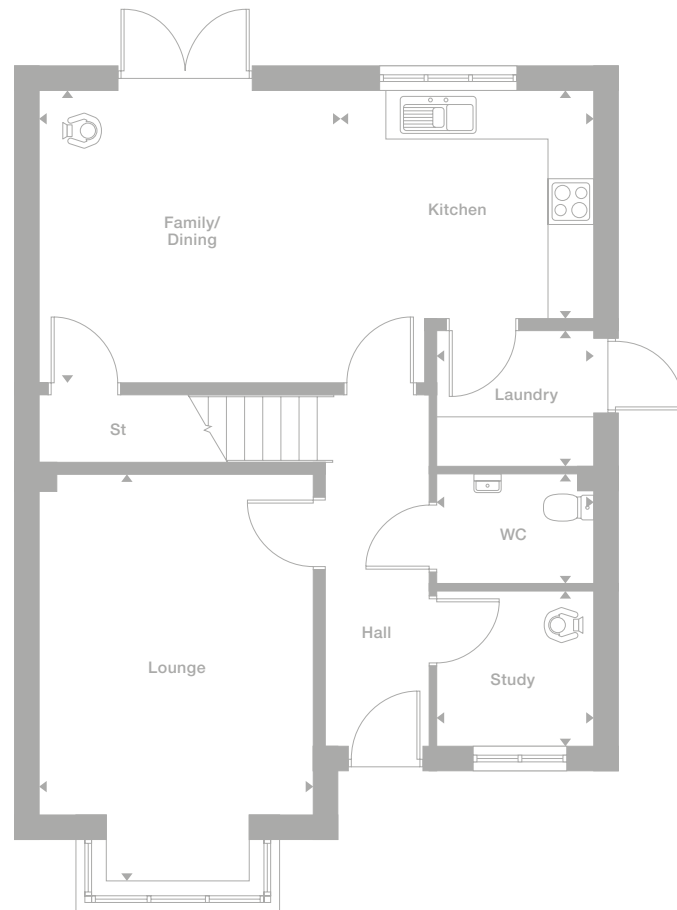 Family/
Dining
Kitchen
Laundry
St
WC
Hall
Lounge
Study